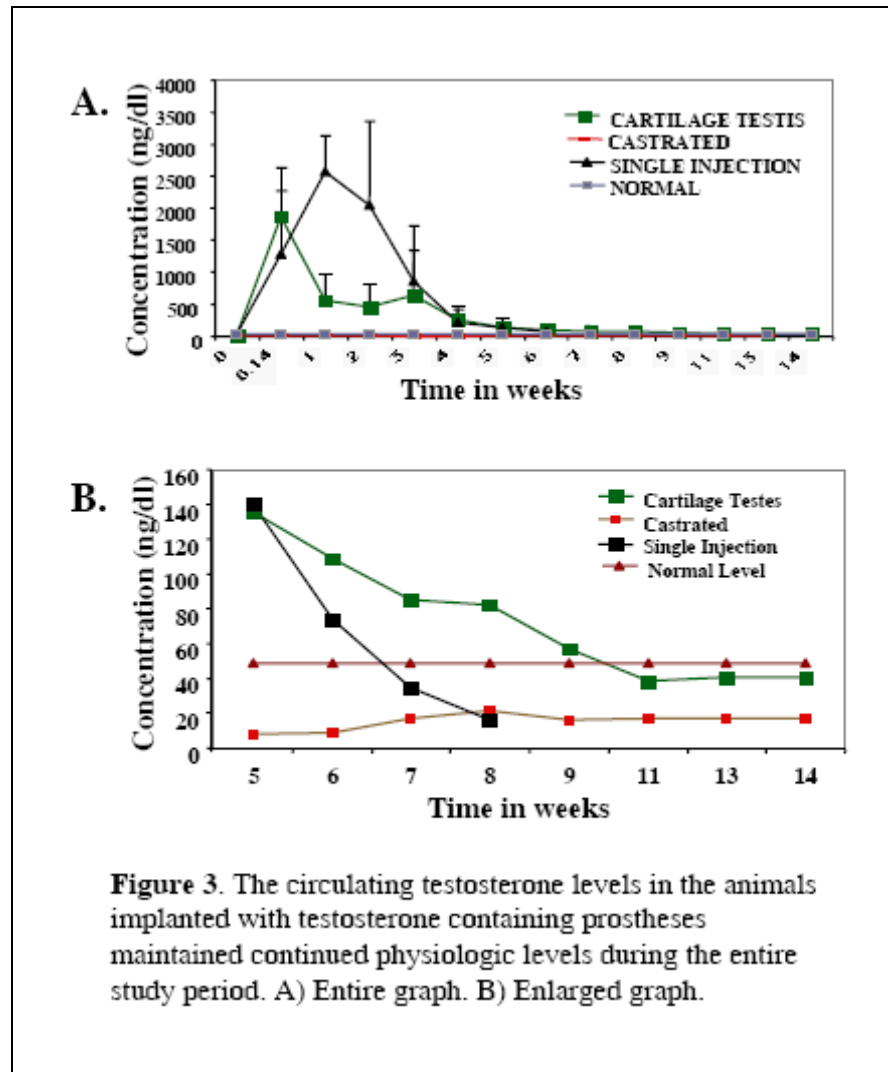 A.
Concentration (ng/dl)
4000
3500
3000
2500
2000
1500
1000
500
0
CARTILAGE TESTIS
CASTRATED
SINGLE INJECTION
NORMAL
0 0.14 1 2 3 4 5 6 7 8 9 11 13 14
Time in weeks
B.
Concentration (ng/dl)
160
140
120
100
80
60
40
20
0
Cartilage Testes
Castrated
Single Injection
Normal Level
5 6 7 8 9 11 13 14
Time in weeks
Figure 3. The circulating testosterone levels in the animals
implanted with testosterone containing prostheses
maintained continued physiologic levels during the entire
study period. A) Entire graph. B) Enlarged graph.